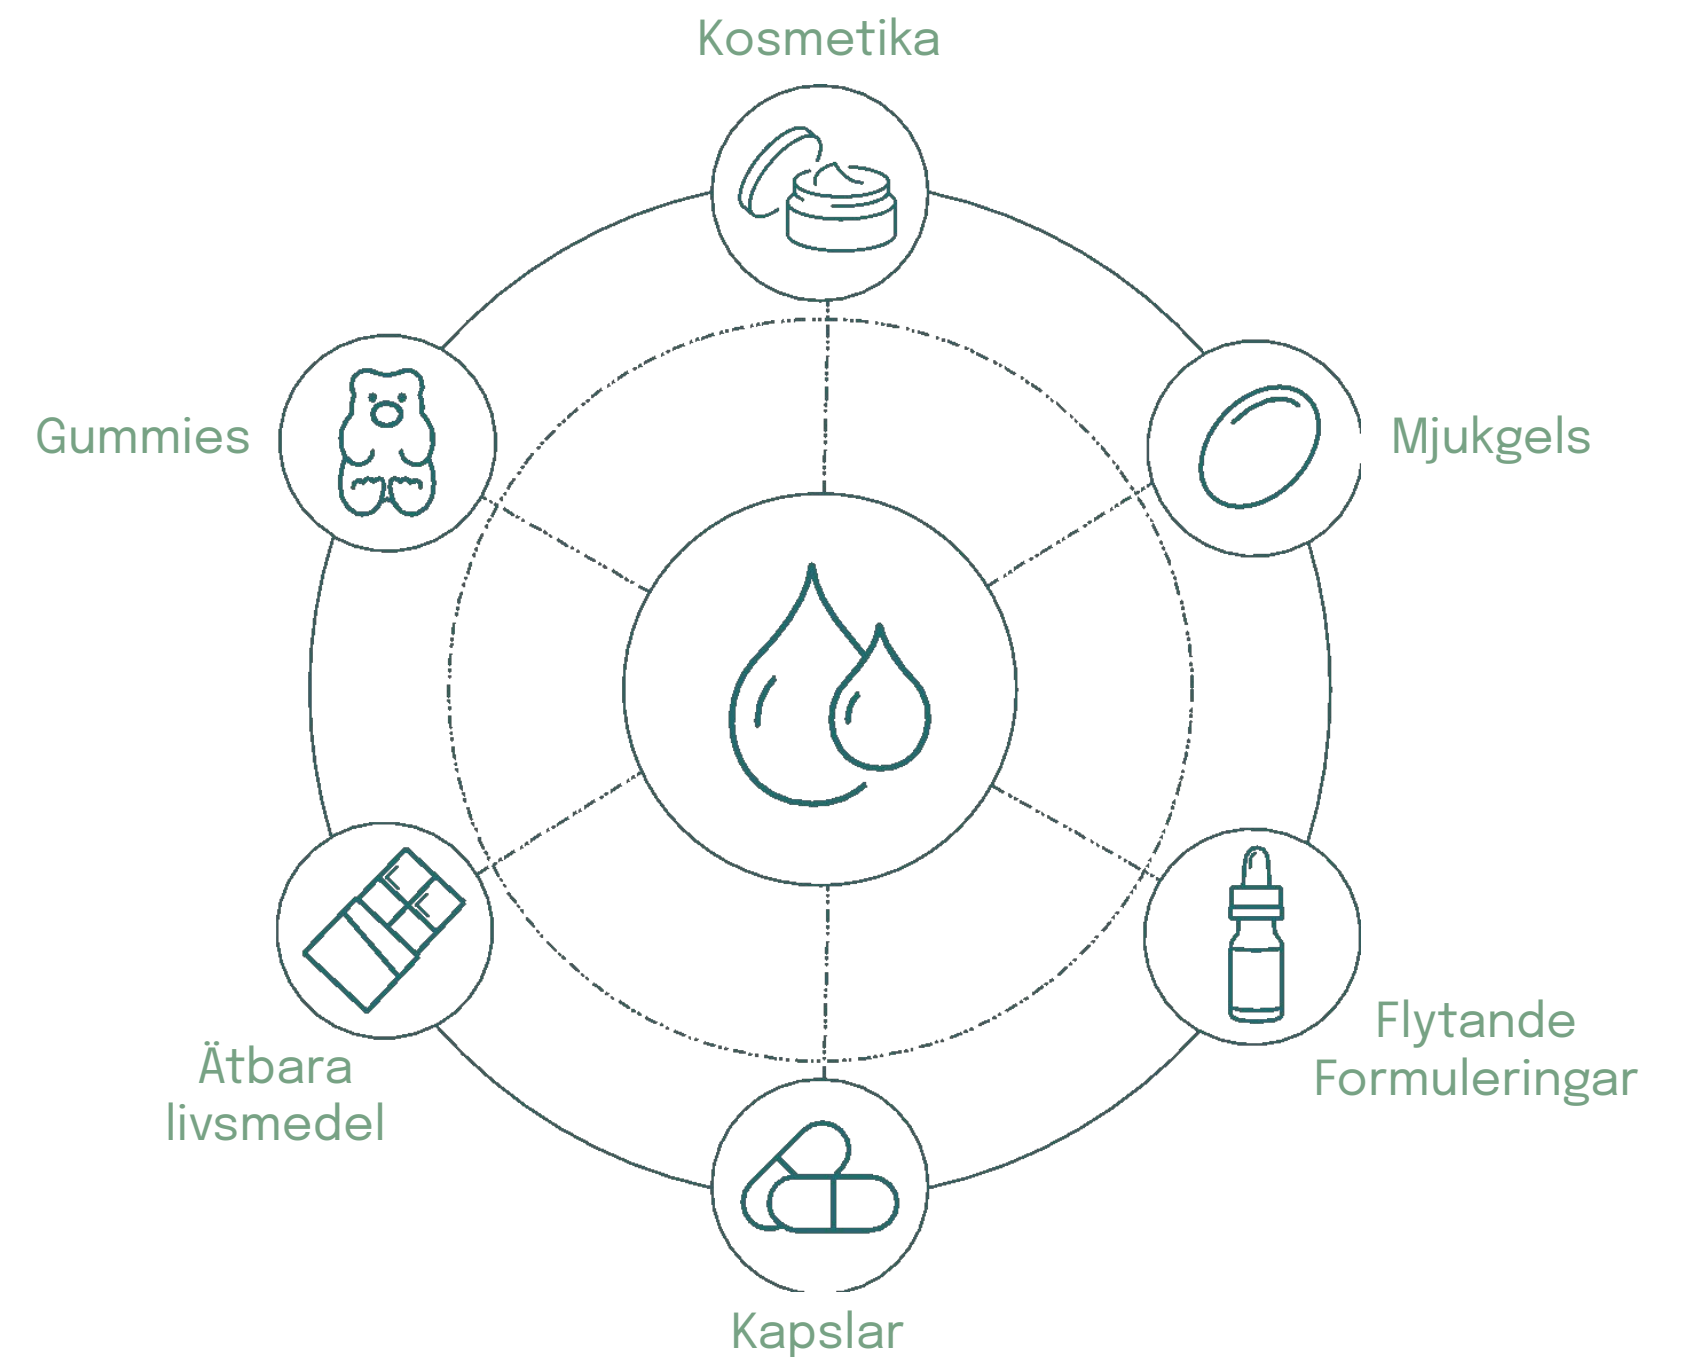 Kosmetika
Gummies
Mjukgels
Flytande
Formuleringar
Ätbara
livsmedel
Kapslar